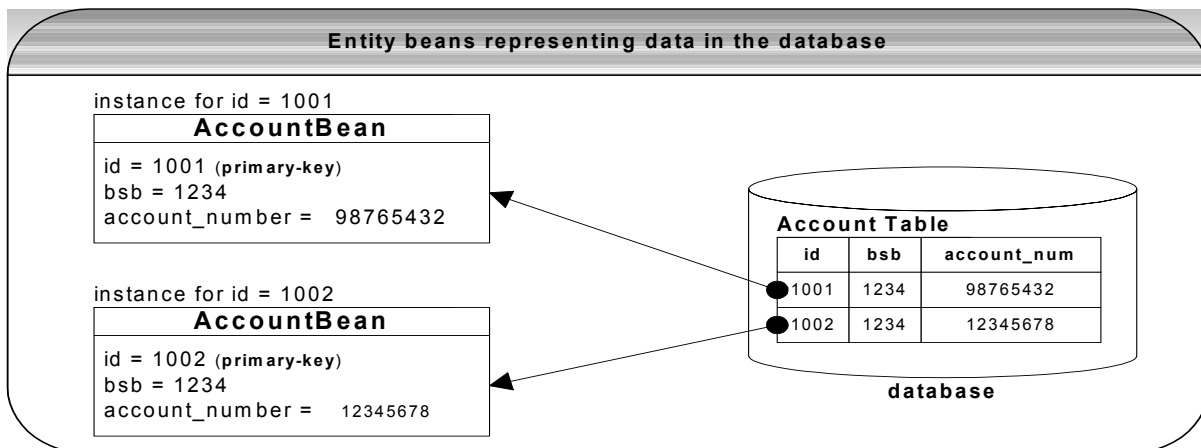 Entity beans representing data in the database
instance for id = 1001
AccountBean
id = 1001 (primary-key)
bsb = 1234
account_number = 98765432
instance for id = 1002
AccountBean
id = 1002 (primary-key)
bsb = 1234
account_number = 12345678
Account Table
id bsb account_num
1001 1234 98765432
1002 1234 12345678
database